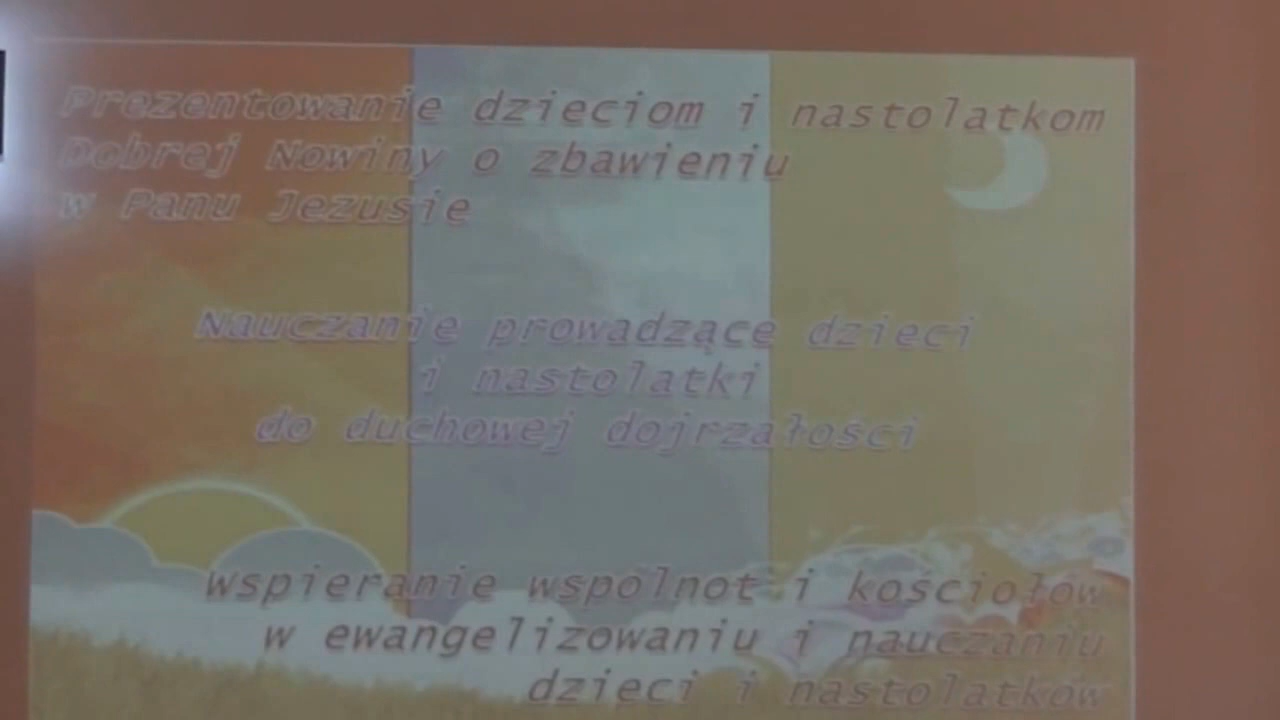 Prezentowanie dzieciom i nastolatkom
Dobrej Nowiny o zbawieniu
w Panu Jezusie
Nauczanie prowadzące dzieci
i nastolatki
do duchowej dojrzałości
Wspieranie wspólnot i kościołów
w ewangelizowaniu i nauczaniu
dzieci i nastolatków